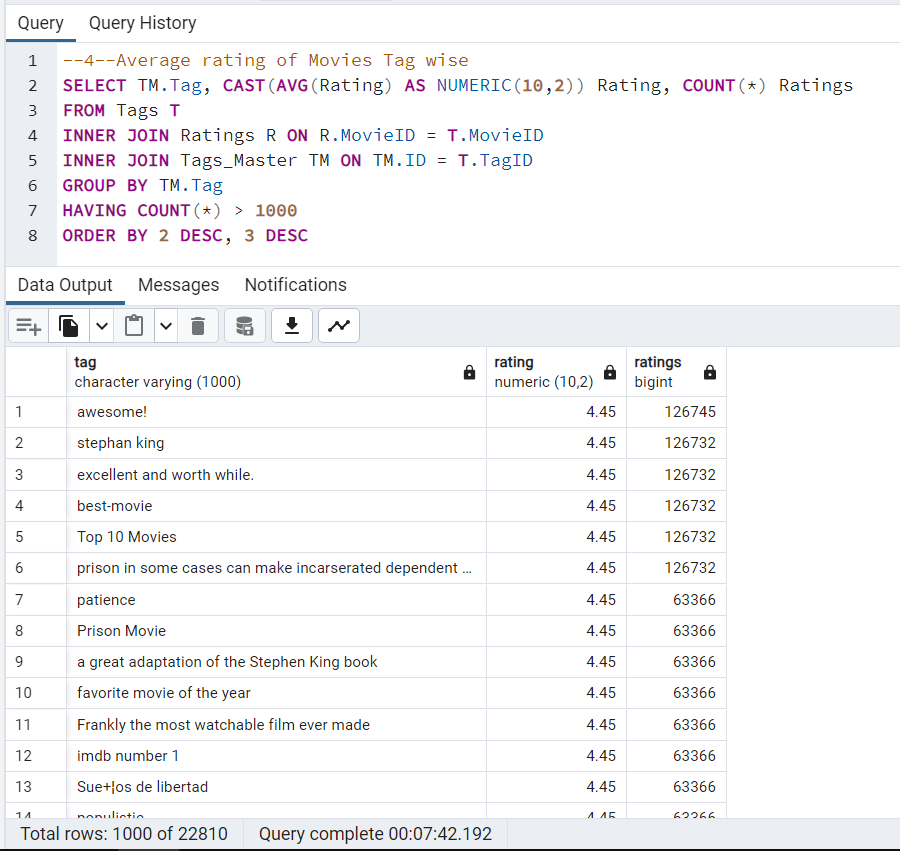 Query Query History
1 --4--Average rating of Movies Tag wise
2 SELECT TM.Tag, CAST(AVG(Rating) AS NUMERIC(10,2)) Rating, COUNT(*) Ratings
3 FROM Tags T
4 INNER JOIN Ratings R ON R.MovieID = T.MovieID
5 INNER JOIN Tags_Master TM ON TM.ID = T.TagID
6 GROUP BY TM.Tag
7 HAVING COUNT(*) > 1000
8 ORDER BY 2 DESC, 3 DESC
Data Output Messages Notifications
tag rating ratings
character varying (1000) numeric (10,2) bigint
1 awesome! 4.45 126745
2 stephan king 4.45 126732
3 excellent and worth while. 4.45 126732
4 best-movie 4.45 126732
5 Top 10 Movies 4.45 126732
6 prison in some cases can make incarserated dependent ... 4.45 126732
7 patience 4.45 63366
8 Prison Movie 4.45 63366
9 a great adaptation of the Stephen King book 4.45 63366
10 favorite movie of the year 4.45 63366
11 Frankly the most watchable film ever made 4.45 63366
12 imdb number 1 4.45 63366
13 Sue+¦os de libertad 4.45 63366
14 populistic 4.45 63366
Total rows: 1000 of 22810 Query complete 00:07:42.192